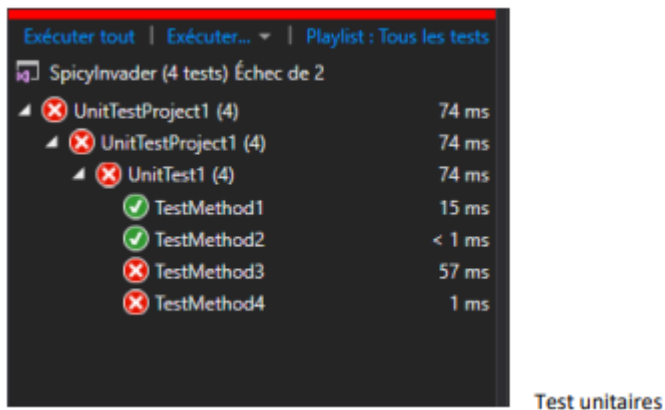 Exécuter tout | Exécuter... | Playlist : Tous les tests
SpicyInvader (4 tests) Échec de 2
UnitTestProject1 (4) 74 ms
UnitTestProject1 (4) 74 ms
UnitTest1 (4) 74 ms
TestMethod1 15 ms
TestMethod2 < 1 ms
TestMethod3 57 ms
TestMethod4 1 ms
Test unitaires